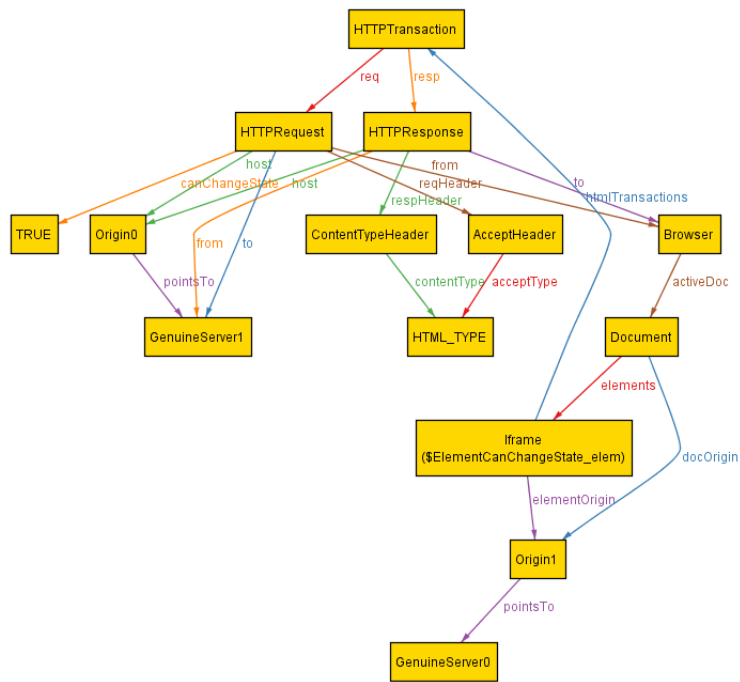 HTTPTransaction
req
resp
HTTPRequest
HTTPResponse
host
from
canChangeState
host
reqHeader
to
respHeader
htmlTransactions
TRUE
Origin0
from
to
ContentTypeHeader
AcceptHeader
Browser
pointsTo
contentType
acceptType
activeDoc
GenuineServer1
HTML_TYPE
Document
elements
Iframe
($ElementCanChangeState_elem)
docOrigin
elementOrigin
Origin1
pointsTo
GenuineServer0